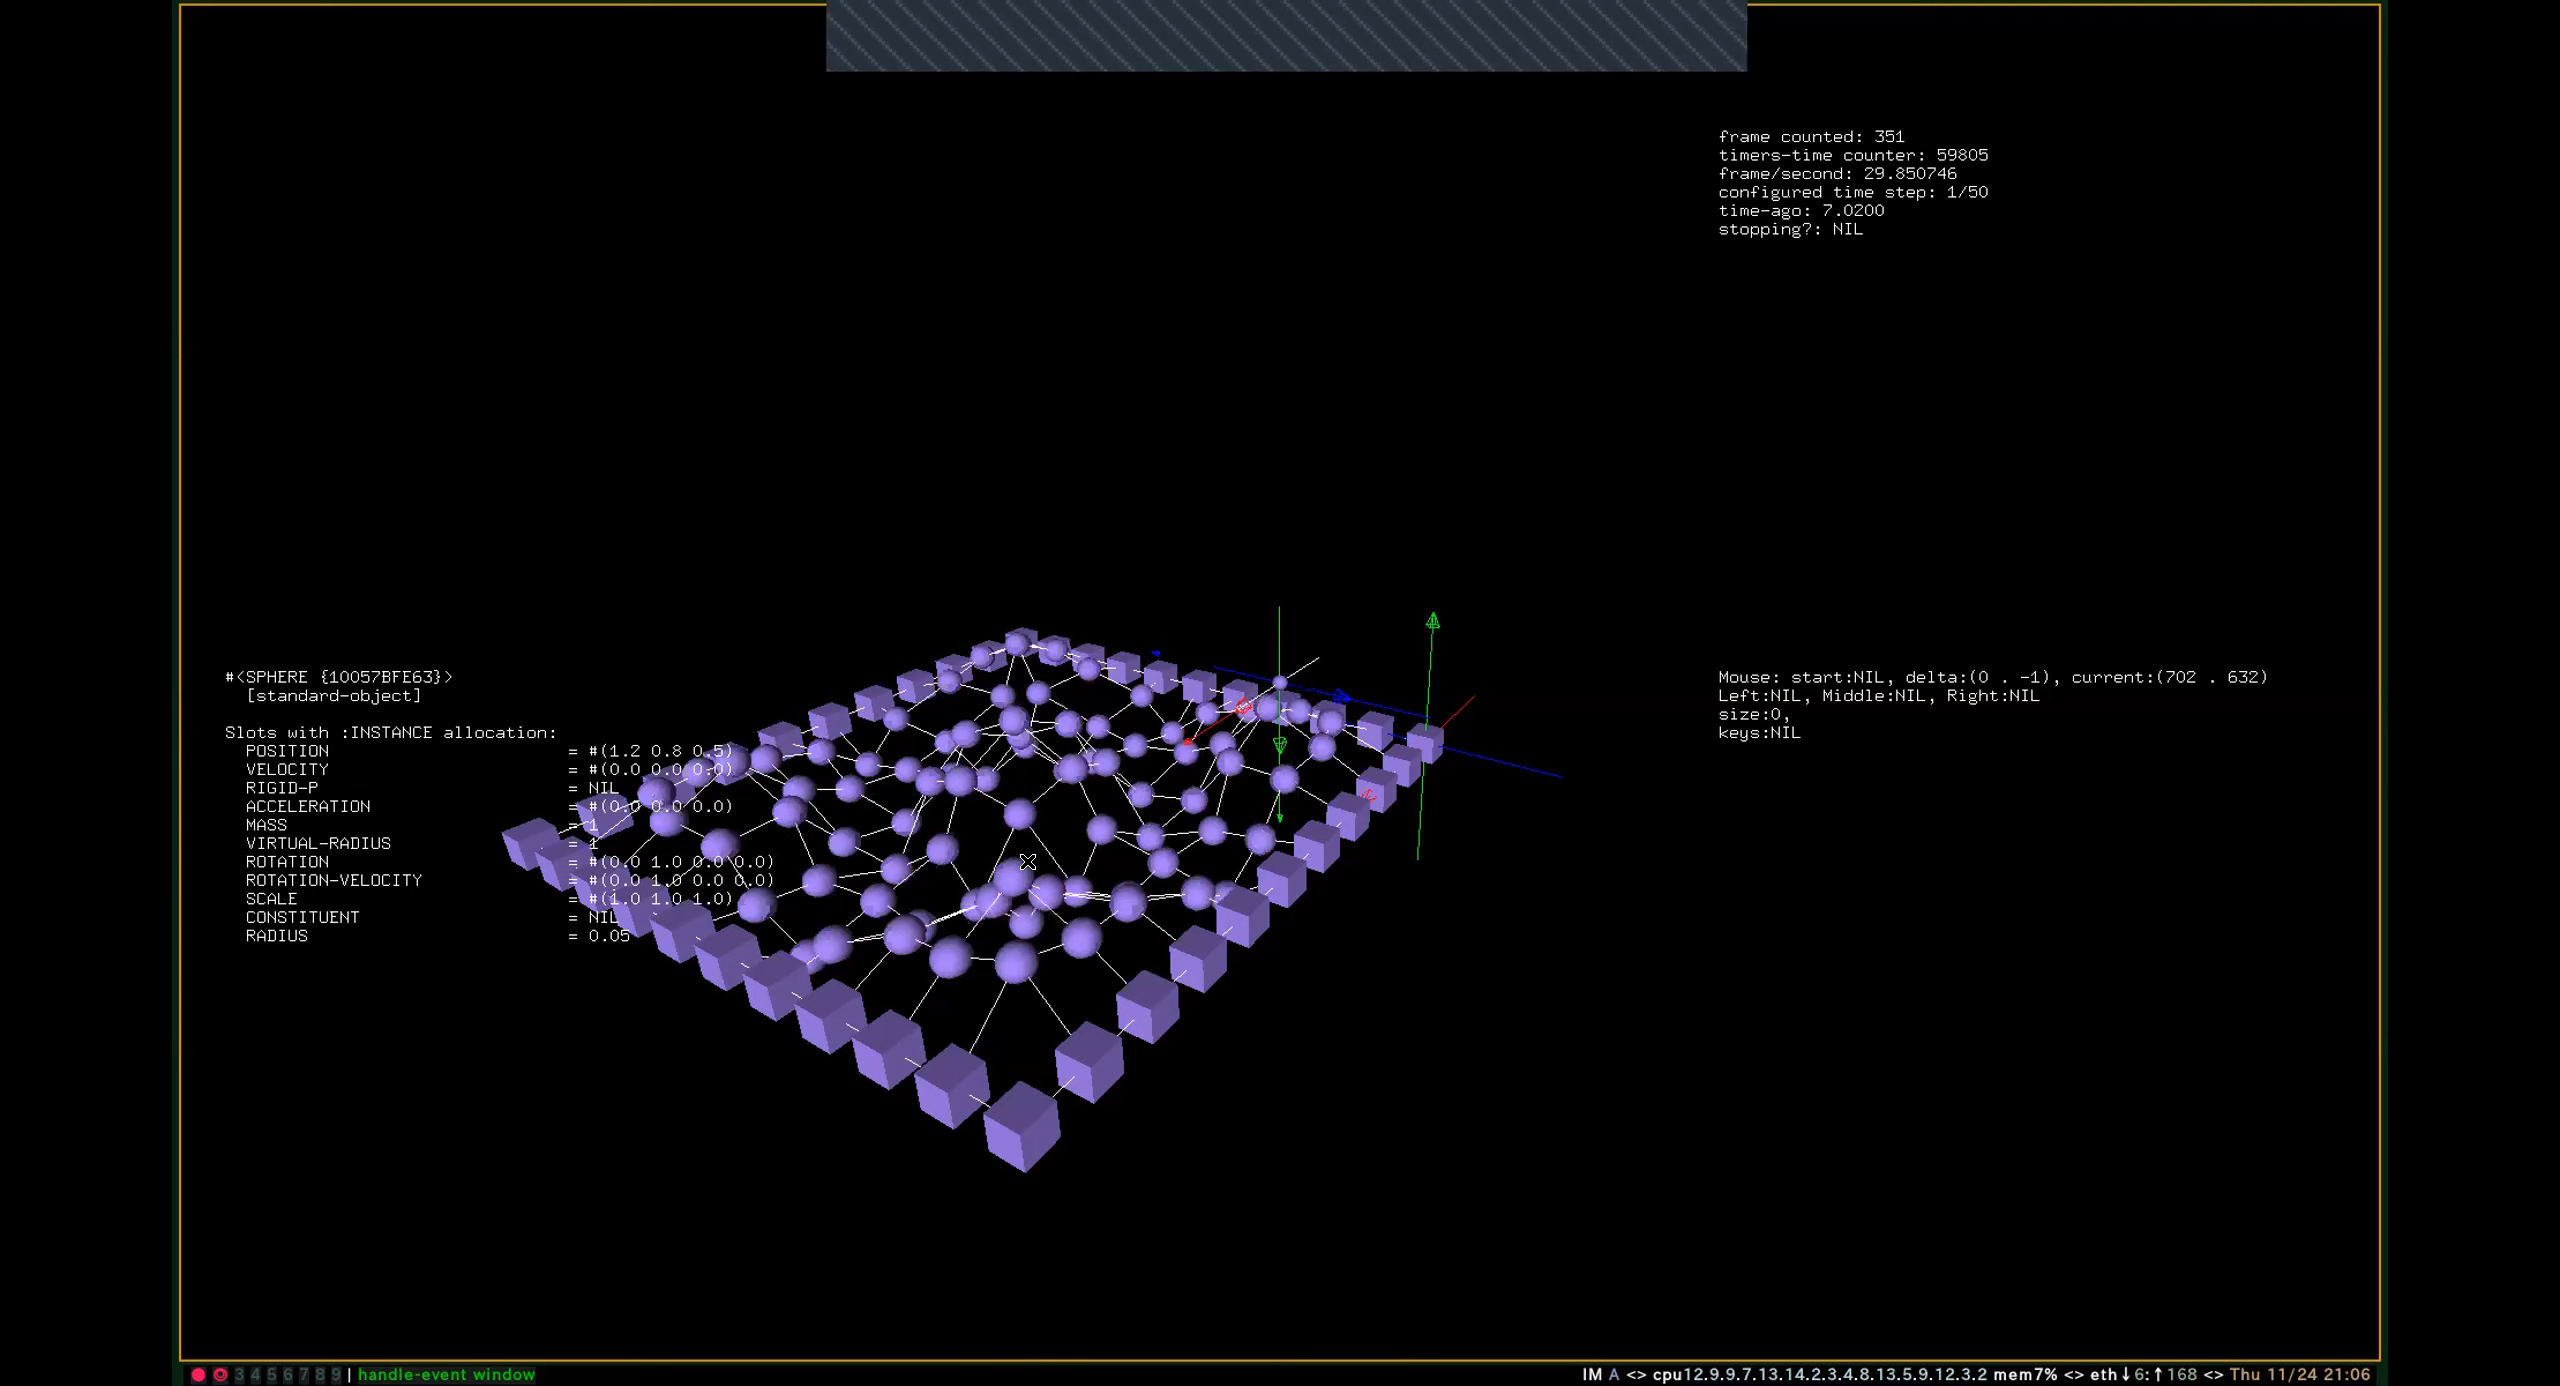 frame counted: 351
timers-time counter: 59805
frame/second: 29.850746
configured time step: 1/50
time-ago: 7.0200
stopping?: NIL
#<SPHERE {10057BFE63}>
[standard-object]
Slots with :INSTANCE allocation:
POSITION = #(1.2 0.8 0.5)
VELOCITY = #(0.0 0.0 0.0)
RIGID-P = NIL
ACCELERATION = #(0.0 0.0 0.0)
MASS = 1
VIRTUAL-RADIUS = 1
ROTATION = #(0.0 1.0 0.0 0.0)
ROTATION-VELOCITY = #(0.0 1.0 0.0 0.0)
SCALE = #(1.0 1.0 1.0)
CONSTITUENT = NIL
RADIUS = 0.05
Mouse: start:NIL, delta:(0 . -1), current:(702 . 632)
Left:NIL, Middle:NIL, Right:NIL
size:0,
keys:NIL
3 4 5 6 7 8 9 | handle-event window
IM A <> cpu12.9.9.7.13.14.2.3.4.8.13.5.9.12.3.2 mem7% <> eth↓6:↑168 <> Thu 11/24 21:06